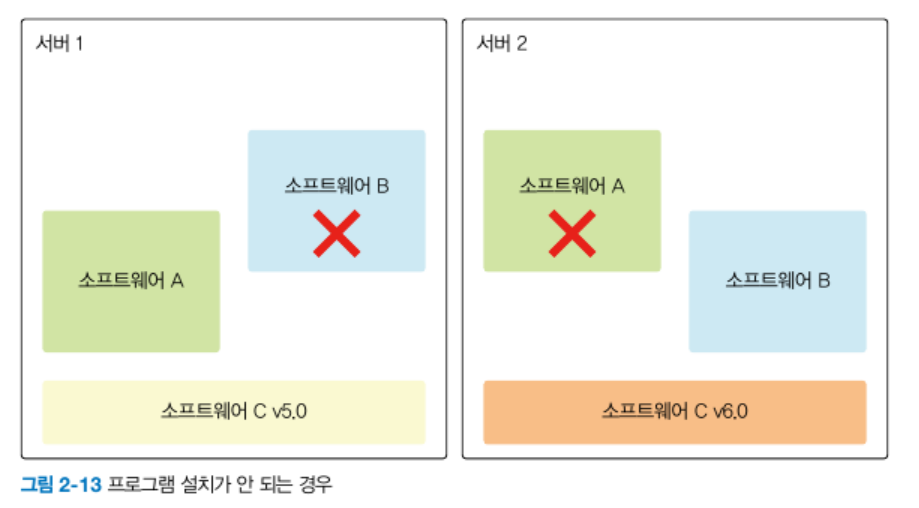 서버 1
소프트웨어 B
소프트웨어 A
소프트웨어 C v5.0
서버 2
소프트웨어 A
소프트웨어 B
소프트웨어 C v6.0
그림 2-13 프로그램 설치가 안 되는 경우